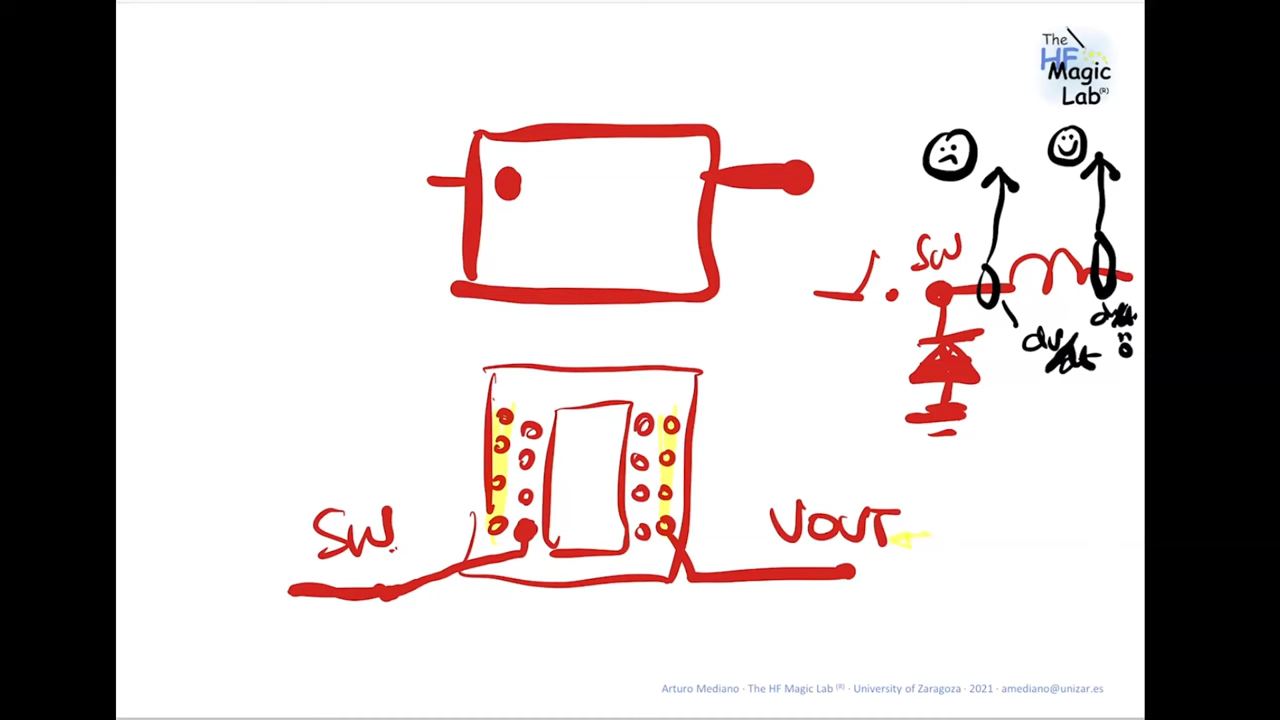 The
HF
Magic
Lab(R)
SW
dv/dt
SW
VOUT
Arturo Mediano · The HF Magic Lab (R) · University of Zaragoza · 2021 · amediano@unizar.es